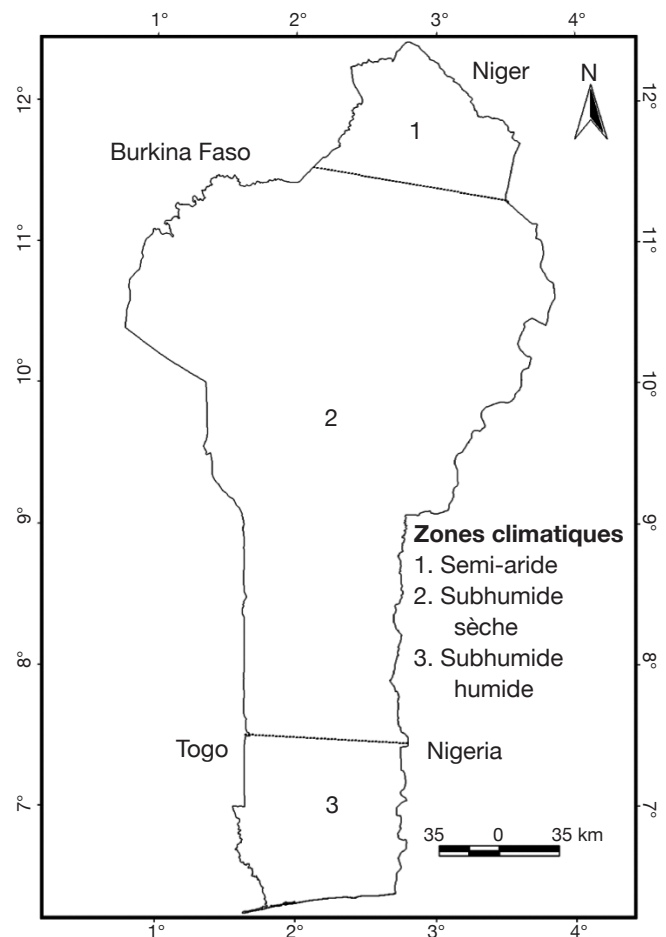 1° 2° 3° 4°
12° 12°
11° 11°
10° 10°
9° 9°
8° 8°
7° 7°
Niger
N
1
Burkina Faso
2
Zones climatiques
1. Semi-aride
2. Subhumide
sèche
3. Subhumide
humide
Togo
Nigeria
3
35 0 35 km
1° 2° 3° 4°